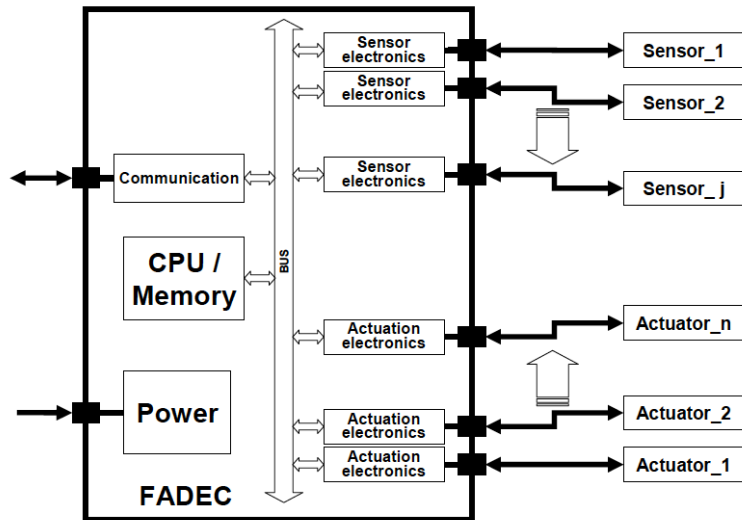 Sensor
electronics
Sensor_1
Sensor
electronics
Sensor_2
Communication
Sensor
electronics
Sensor_ j
CPU /
Memory
BUS
Actuation
electronics
Actuator_n
Power
Actuation
electronics
Actuator_2
Actuation
electronics
Actuator_1
FADEC